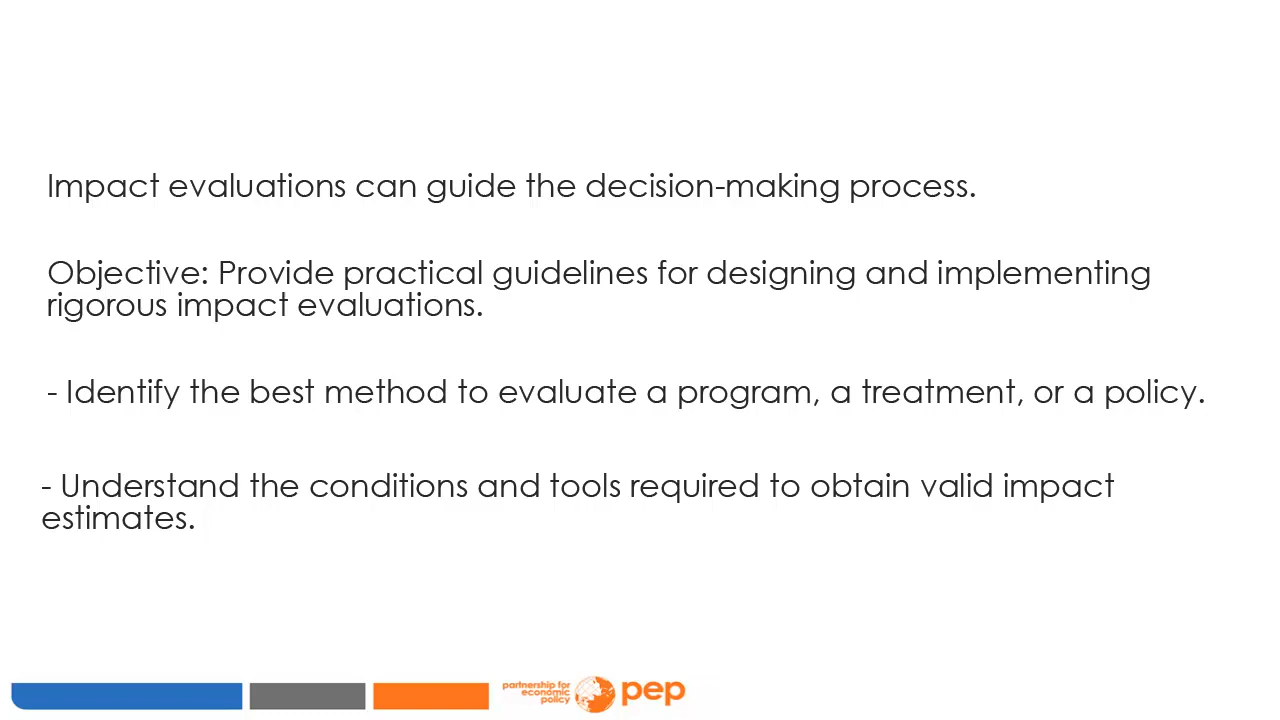 Impact evaluations can guide the decision-making process.
Objective: Provide practical guidelines for designing and implementing
rigorous impact evaluations.
- Identify the best method to evaluate a program, a treatment, or a policy.
- Understand the conditions and tools required to obtain valid impact
estimates.
partnership for
economic
policy
pep